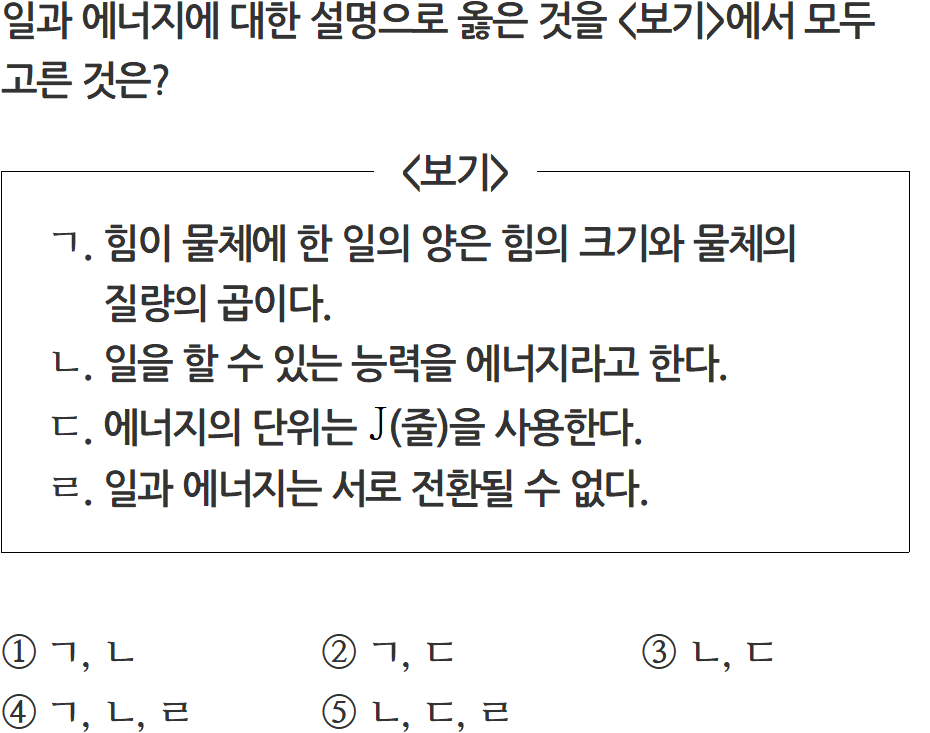 일과 에너지에 대한 설명으로 옳은 것을 <보기>에서 모두
고른 것은?
<보기>
ㄱ. 힘이 물체에 한 일의 양은 힘의 크기와 물체의
질량의 곱이다.
ㄴ. 일을 할 수 있는 능력을 에너지라고 한다.
ㄷ. 에너지의 단위는 J(줄)을 사용한다.
ㄹ. 일과 에너지는 서로 전환될 수 없다.
① ㄱ, ㄴ ② ㄱ, ㄷ ③ ㄴ, ㄷ
④ ㄱ, ㄴ, ㄹ ⑤ ㄴ, ㄷ, ㄹ